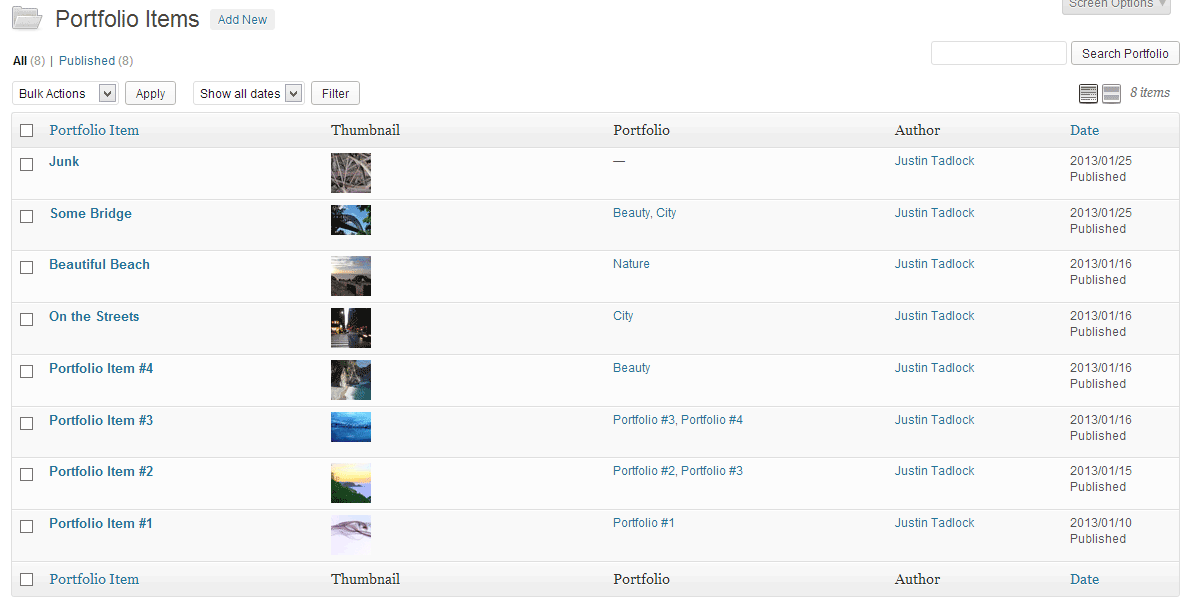 Screen Options
Portfolio Items Add New
All (8) | Published (8)
Search Portfolio
Bulk Actions Apply Show all dates Filter 8 items
Portfolio Item Thumbnail Portfolio Author Date
Junk — Justin Tadlock 2013/01/25
Published
Some Bridge Beauty, City Justin Tadlock 2013/01/25
Published
Beautiful Beach Nature Justin Tadlock 2013/01/16
Published
On the Streets City Justin Tadlock 2013/01/16
Published
Portfolio Item #4 Beauty Justin Tadlock 2013/01/16
Published
Portfolio Item #3 Portfolio #3, Portfolio #4 Justin Tadlock 2013/01/16
Published
Portfolio Item #2 Portfolio #2, Portfolio #3 Justin Tadlock 2013/01/15
Published
Portfolio Item #1 Portfolio #1 Justin Tadlock 2013/01/10
Published
Portfolio Item Thumbnail Portfolio Author Date